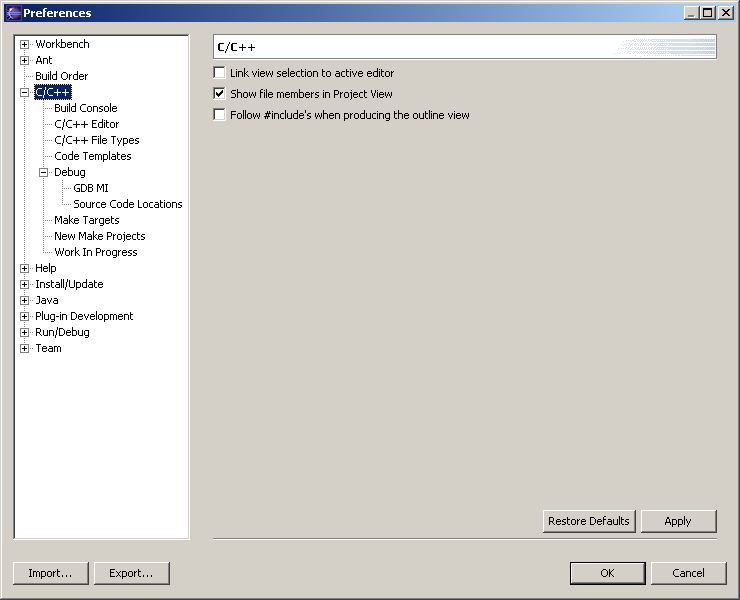 Preferences
Workbench
Ant
Build Order
C/C++
Build Console
C/C++ Editor
C/C++ File Types
Code Templates
Debug
GDB MI
Source Code Locations
Make Targets
New Make Projects
Work In Progress
Help
Install/Update
Java
Plug-in Development
Run/Debug
Team
C/C++
Link view selection to active editor
Show file members in Project View
Follow #include's when producing the outline view
Restore Defaults
Apply
Import...
Export...
OK
Cancel